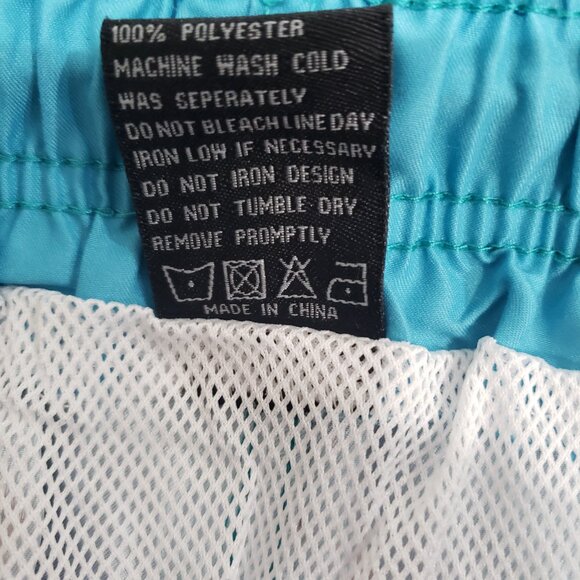 100% POLYESTER
MACHINE WASH COLD
WAS SEPERATELY
DO NOT BLEACH LINE DAY
IRON LOW IF NECESSARY
DO NOT IRON DESIGN
DO NOT TUMBLE DRY
REMOVE PROMPTLY
MADE IN CHINA